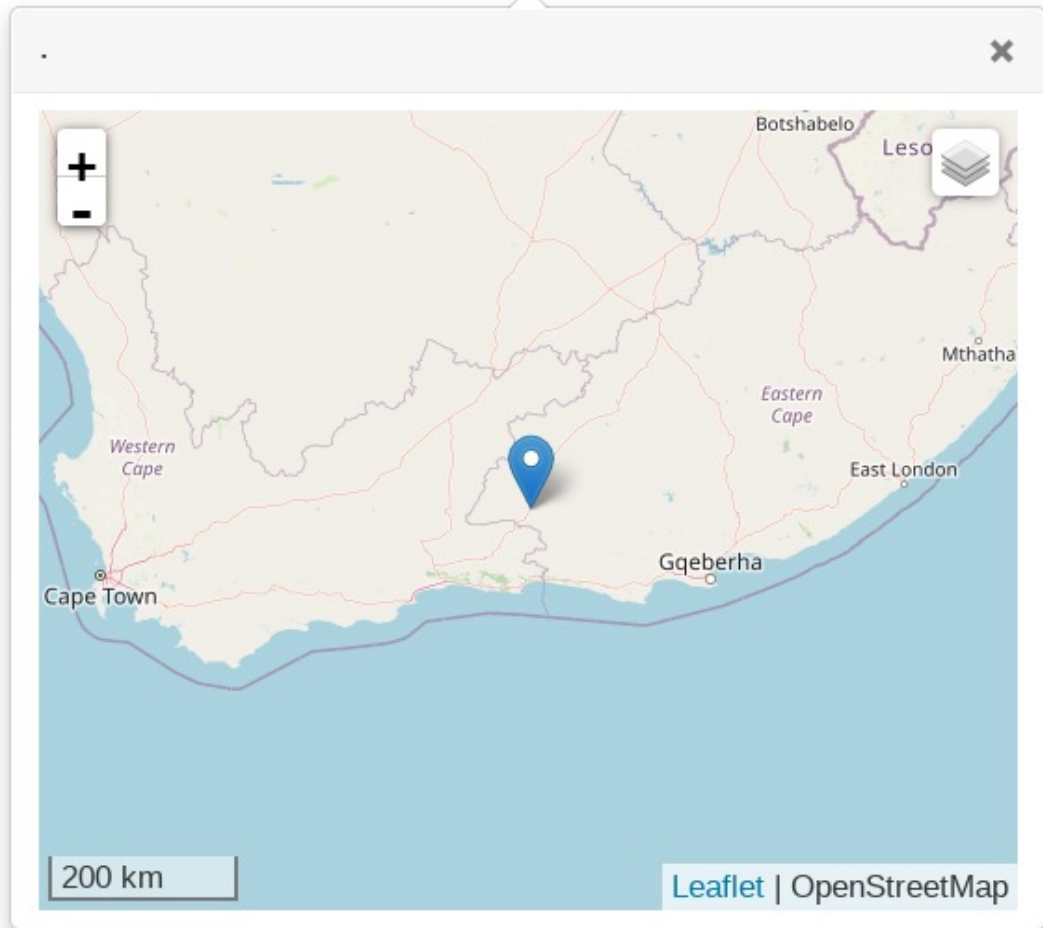 .
×
+
-
Botshabelo
Leso
Mthatha
Eastern
Cape
Western
Cape
East London
Gqeberha
Cape Town
200 km
Leaflet | OpenStreetMap